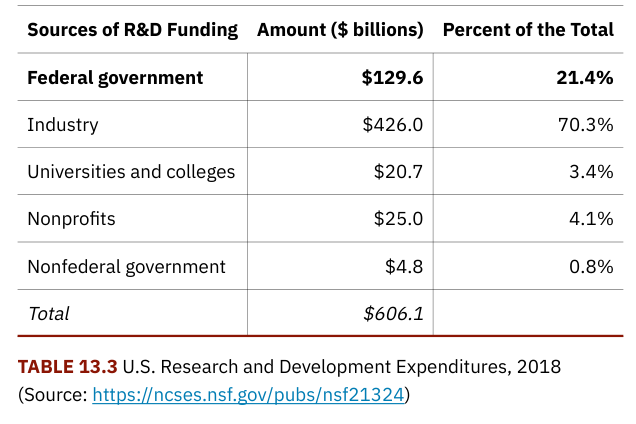 Sources of R&D Funding Amount ($ billions) Percent of the Total
Federal government $129.6 21.4%
Industry $426.0 70.3%
Universities and colleges $20.7 3.4%
Nonprofits $25.0 4.1%
Nonfederal government $4.8 0.8%
Total $606.1
TABLE 13.3 U.S. Research and Development Expenditures, 2018
(Source: https://ncses.nsf.gov/pubs/nsf21324)